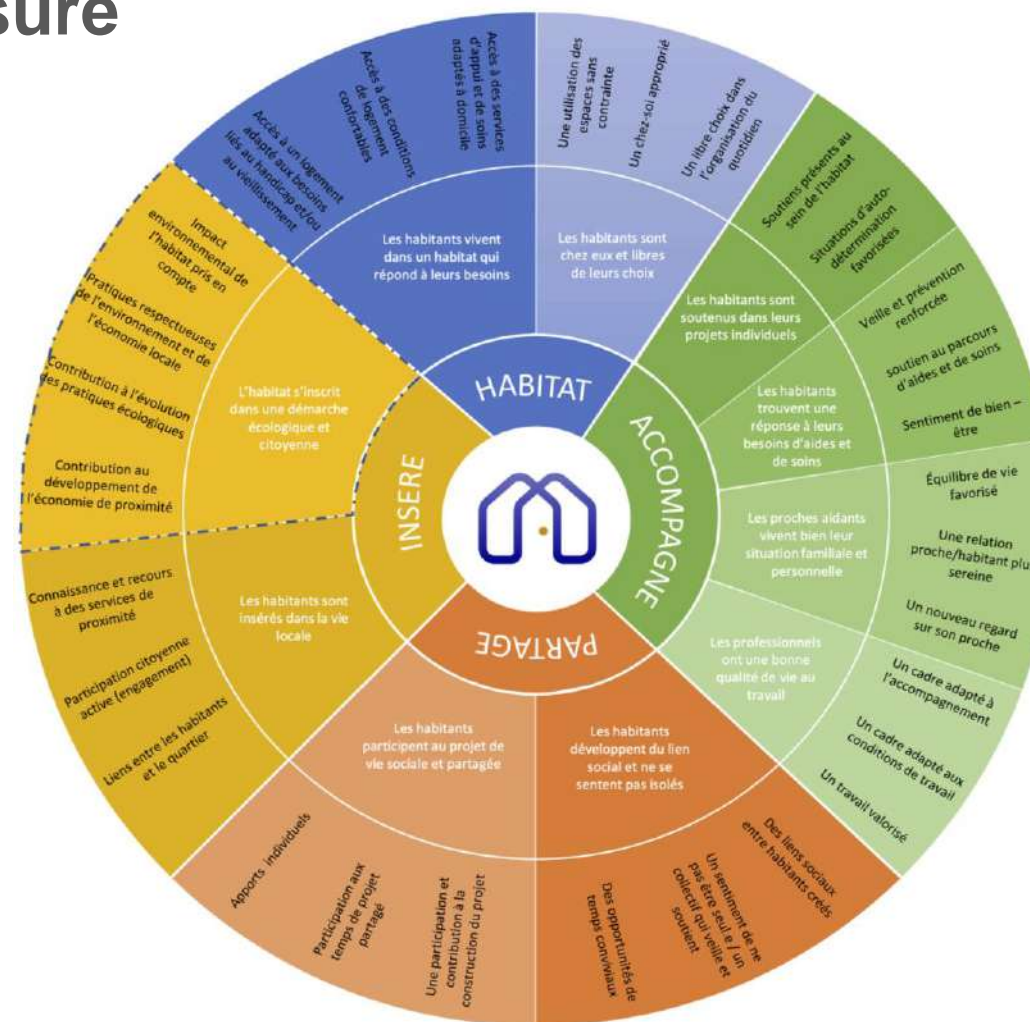 sure
HABITAT
Les habitants vivent
dans un habitat qui
répond à leurs besoins
Accès à un logement
adapté aux besoins
liés au handicap et/ou
au vieillissement
Accès à des conditions
de logement
confortables
Accès à des services
d'appui et de soins
adaptés à domicile
Les habitants sont
chez eux et libres
de leurs choix
Une utilisation des
espaces sans
contrainte
Un chez-soi approprié
Un libre choix dans
l'organisation du
quotidien
ACCOMPAGNE
Les habitants sont
soutenus dans leurs
projets individuels
Soutiens présents au
sein de l'habitat
Situations d'auto-
détermination
favorisées
Les habitants
trouvent une
réponse à leurs
besoins d'aides et
de soins
Veille et prévention
renforcée
soutien au parcours
d'aides et de soins
Sentiment de bien –
être
Les proches aidants
vivent bien leur
situation familiale et
personnelle
Équilibre de vie
favorisé
Une relation
proche/habitant plus
sereine
Un nouveau regard
sur son proche
Les professionnels
ont une bonne
qualité de vie au
travail
Un cadre adapté à
l'accompagnement
Un cadre adapté aux
conditions de travail
Un travail valorisé
PARTAGE
Les habitants
développent du lien
social et ne se
sentent pas isolés
Des liens sociaux
entre habitants créés
Un sentiment de ne
pas être seul e / un
collectif qui veille et
soutient
Des opportunités de
temps conviviaux
Les habitants
participent au projet de
vie sociale et partagée
Une participation et
contribution à la
construction du projet
Participation aux
temps de projet
partagé
Apports individuels
INSERE
Les habitants sont
insérés dans la vie
locale
Liens entre les habitants
et le quartier
Participation citoyenne
active (engagement)
Connaissance et recours
à des services de
proximité
L'habitat s'inscrit
dans une démarche
écologique et
citoyenne
Contribution au
développement de
l'économie de proximité
Contribution à l'évolution
des pratiques écologiques
Pratiques respectueuses
de l'environnement et de
l'économie locale
Impact
environnemental de
l'habitat pris en
compte